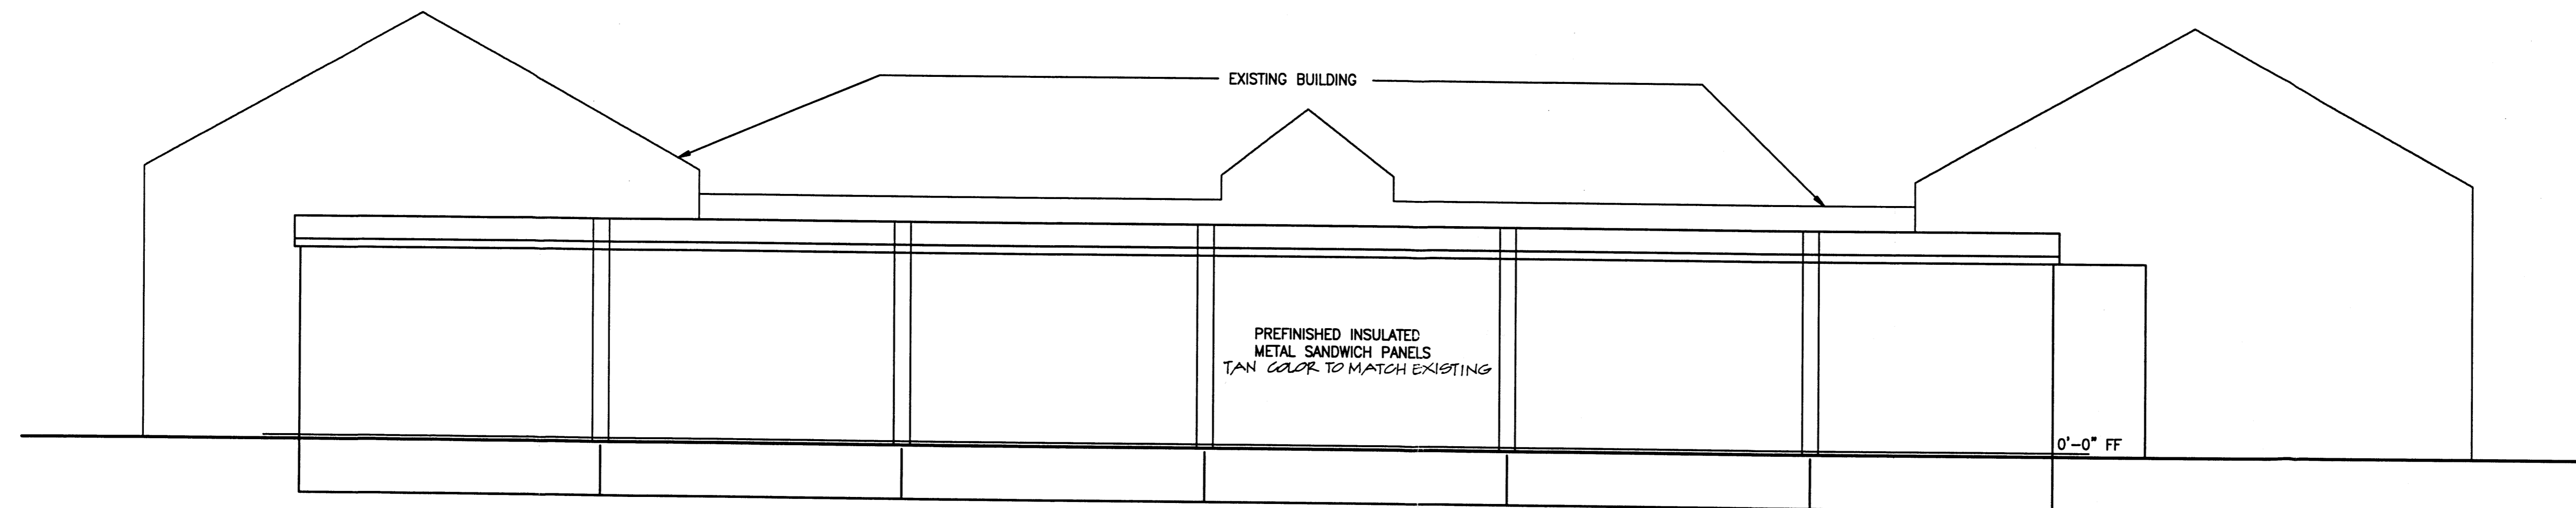 EXISTING BUILDING
PREFINISHED INSULATED
METAL SANDWICH PANELS
TAN COLOR TO MATCH EXISTING
0'-0" FF